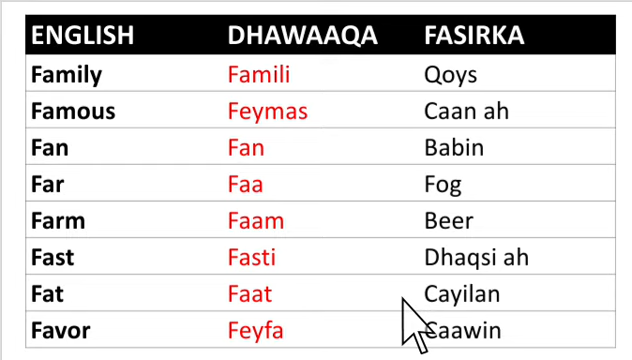 ENGLISH DHAWAAQA FASIRKA
Family Famili Qoys
Famous Feymas Caan ah
Fan Fan Babin
Far Faa Fog
Farm Faam Beer
Fast Fasti Dhaqsi ah
Fat Faat Cayilan
Favor Feyfa Caawin